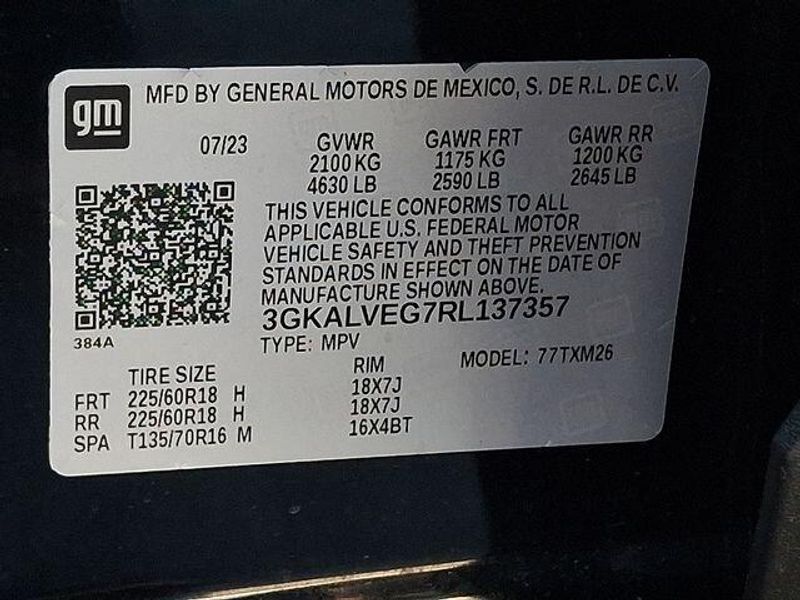 gm
MFD BY GENERAL MOTORS DE MEXICO, S. DE R.L. DE C.V.
07/23 GVWR GAWR FRT GAWR RR
2100 KG 1175 KG 1200 KG
4630 LB 2590 LB 2645 LB
THIS VEHICLE CONFORMS TO ALL
APPLICABLE U.S. FEDERAL MOTOR
VEHICLE SAFETY AND THEFT PREVENTION
STANDARDS IN EFFECT ON THE DATE OF
MANUFACTURE SHOWN ABOVE.
3GKALVEG7RL137357
384A
TYPE: MPV MODEL: 77TXM26
TIRE SIZE RIM
FRT 225/60R18 H 18X7J
RR 225/60R18 H 18X7J
SPA T135/70R16 M 16X4BT